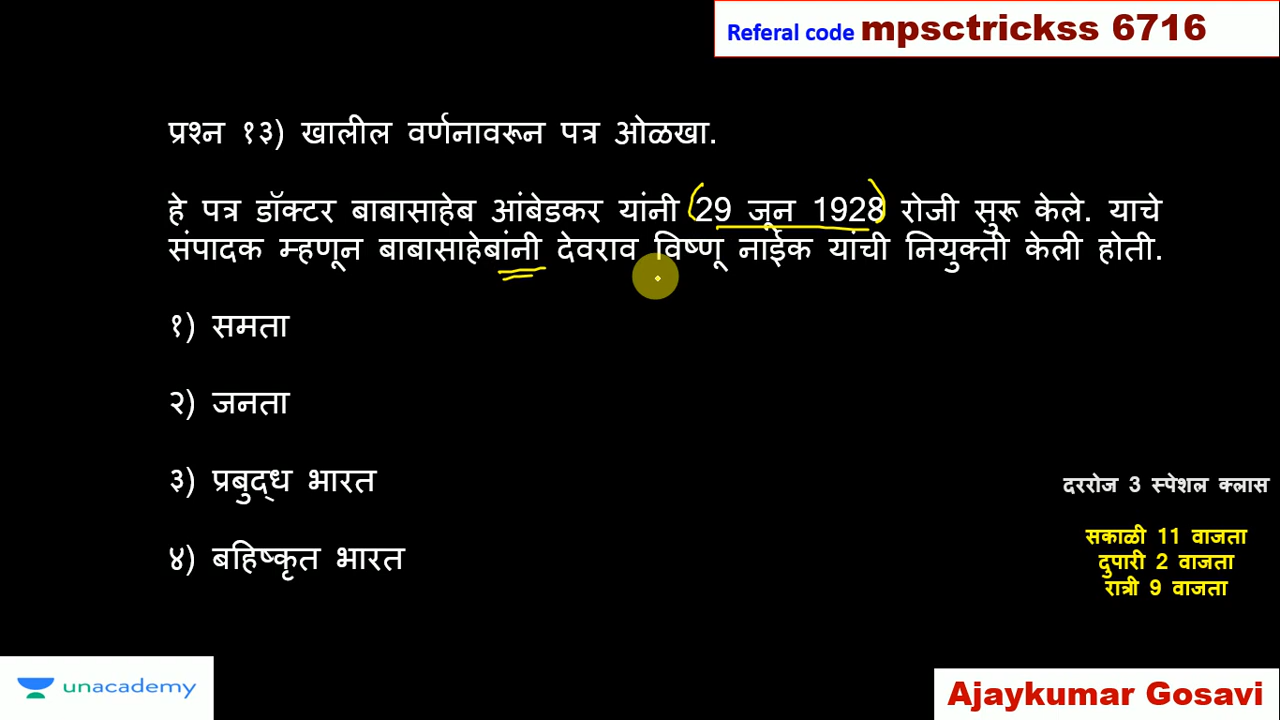 Referal code mpsctrickss 6716
प्रश्न १३) खालील वर्णनावरून पत्र ओळखा.
हे पत्र डॉक्टर बाबासाहेब आंबेडकर यांनी (29 जून 1928) रोजी सुरू केले. याचे
संपादक म्हणून बाबासाहेबांनी देवराव विष्णू नाईक यांची नियुक्ती केली होती.
१) समता
२) जनता
३) प्रबुद्ध भारत
४) बहिष्कृत भारत
दररोज 3 स्पेशल क्लास
सकाळी 11 वाजता
दुपारी 2 वाजता
रात्री 9 वाजता
unacademy
Ajaykumar Gosavi